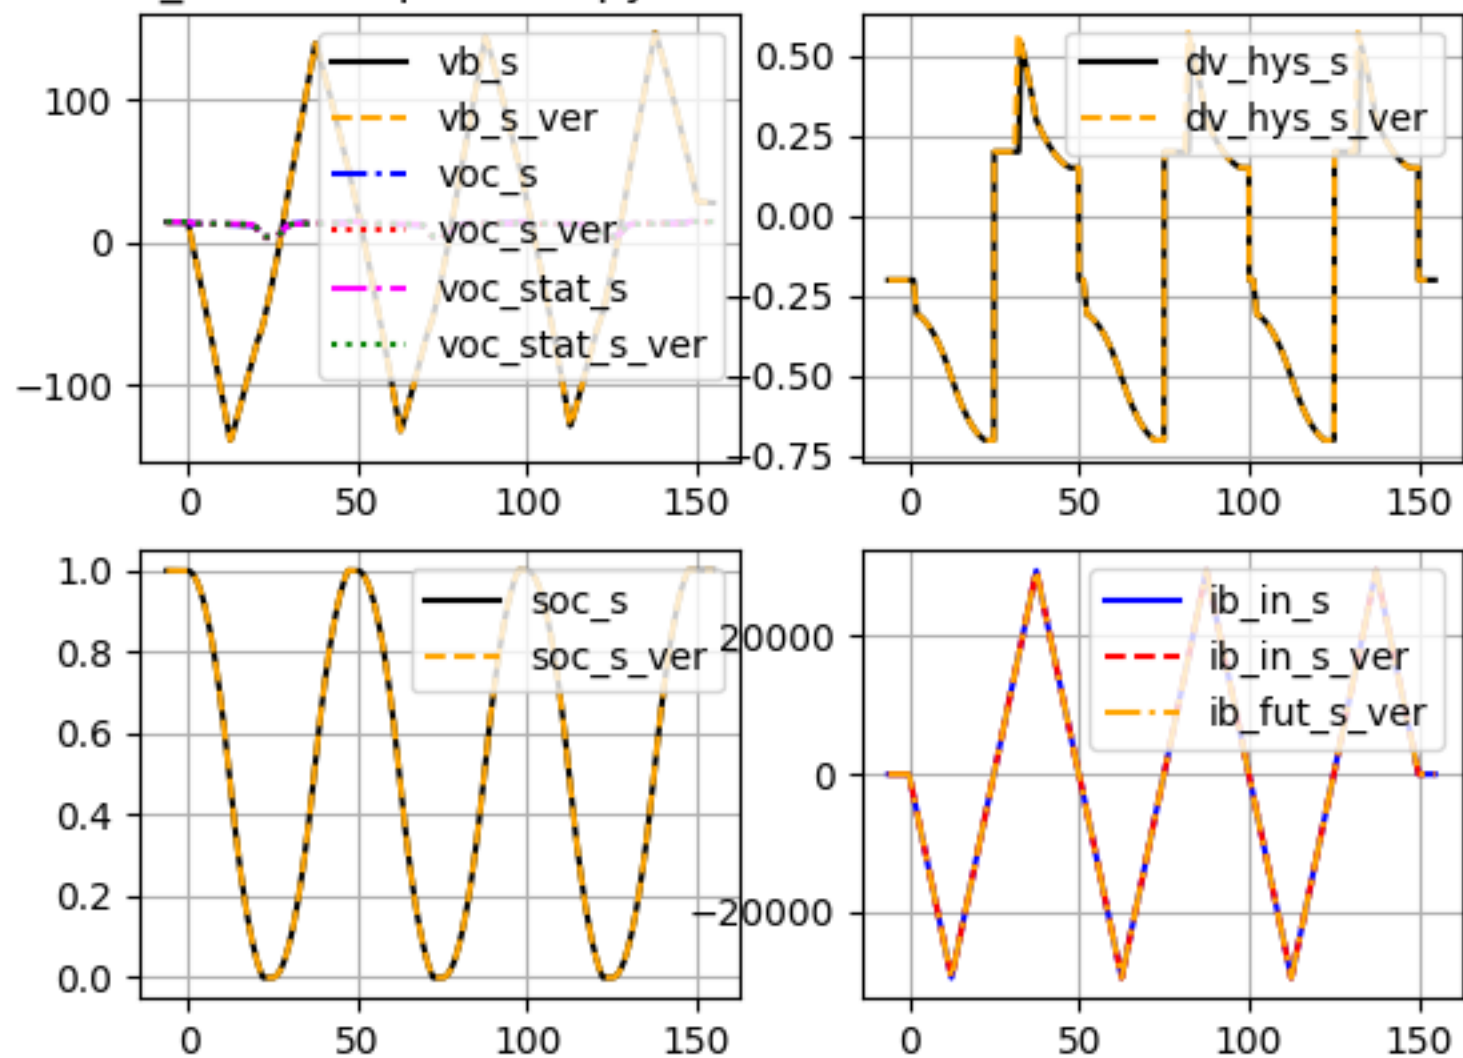 100
0
−100
vb_s
vb_s_ver
voc_s
voc_s_ver
voc_stat_s
voc_stat_s_ver
0
50
100
150
0.50
0.25
0.00
−0.25
−0.50
−0.75
dv_hys_s
dv_hys_s_ver
0
50
100
150
1.0
0.8
0.6
0.4
0.2
0.0
soc_s
soc_s_ver
0
50
100
150
20000
0
−20000
ib_in_s
ib_in_s_ver
ib_fut_s_ver
0
50
100
150